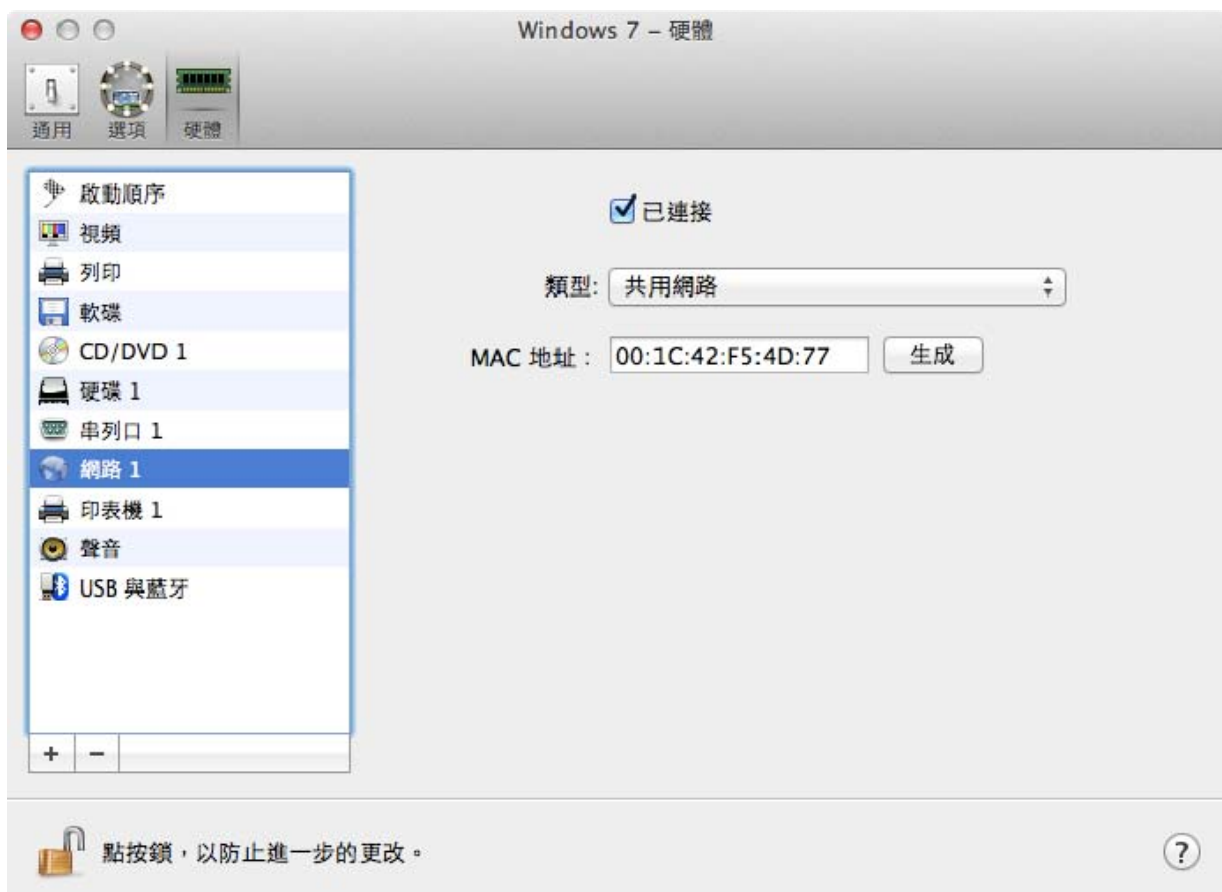 Windows 7 – 硬體
通用
選項
硬體
啟動順序
視頻
列印
軟碟
CD/DVD 1
硬碟 1
串列口 1
網路 1
印表機 1
聲音
USB 與藍牙
+ −
已連接
類型: 共用網路
MAC 地址： 00:1C:42:F5:4D:77 生成
點按鎖，以防止進一步的更改。
?